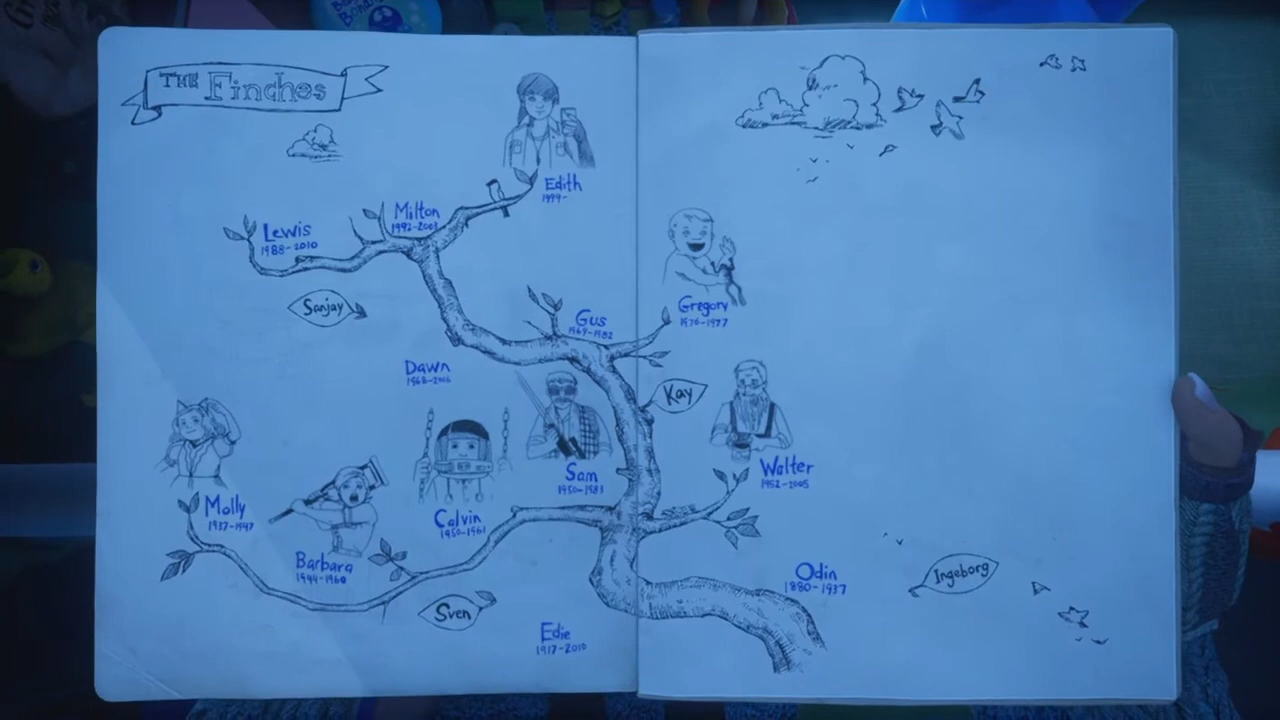 THE Finches
Edith
1999-
Milton
1992-2003
Lewis
1988-2010
Sanjay
Gregory
1976-1977
Gus
1969-1982
Dawn
1968-2016
Kay
Sam
1950-1983
Walter
1952-2005
Molly
1937-1947
Calvin
1950-1961
Barbara
1944-1960
Sven
Odin
1880-1937
Ingeborg
Edie
1917-2010